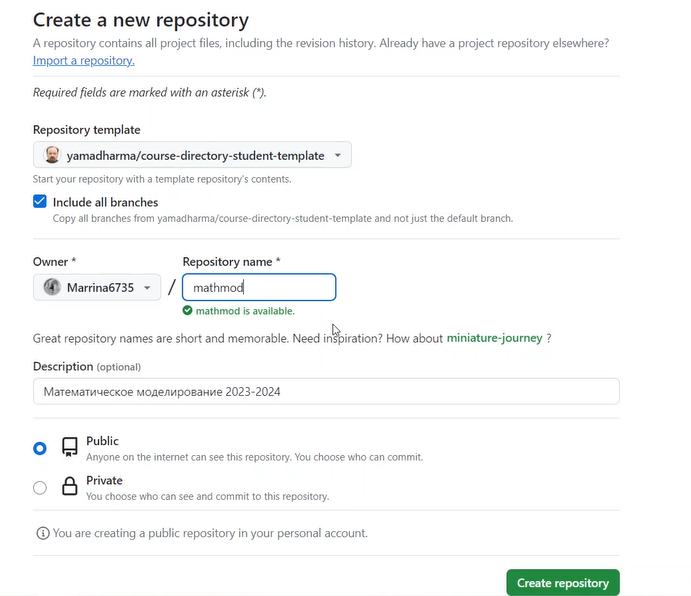 Create a new repository
A repository contains all project files, including the revision history. Already have a project repository elsewhere?
Import a repository.
Required fields are marked with an asterisk (*).
Repository template
yamadharma/course-directory-student-template
Start your repository with a template repository's contents.
Include all branches
Copy all branches from yamadharma/course-directory-student-template and not just the default branch.
Owner * Repository name *
Marrina6735 / mathmod
mathmod is available.
Great repository names are short and memorable. Need inspiration? How about miniature-journey ?
Description (optional)
Математическое моделирование 2023-2024
Public
Anyone on the internet can see this repository. You choose who can commit.
Private
You choose who can see and commit to this repository.
You are creating a public repository in your personal account.
Create repository